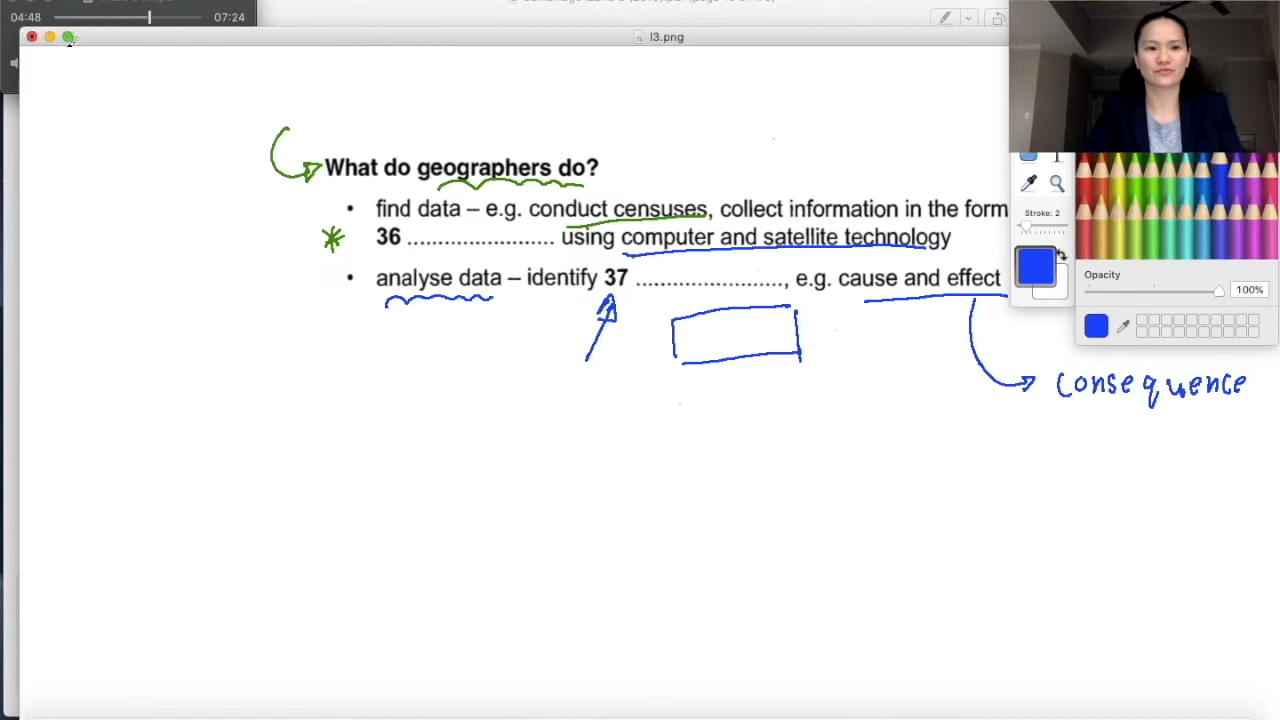 04:48
07:24
l3.png
What do geographers do?
• find data – e.g. conduct censuses, collect information in the form
36 ........................ using computer and satellite technology
• analyse data – identify 37 ........................, e.g. cause and effect
consequence
Stroke: 2
Opacity
100%